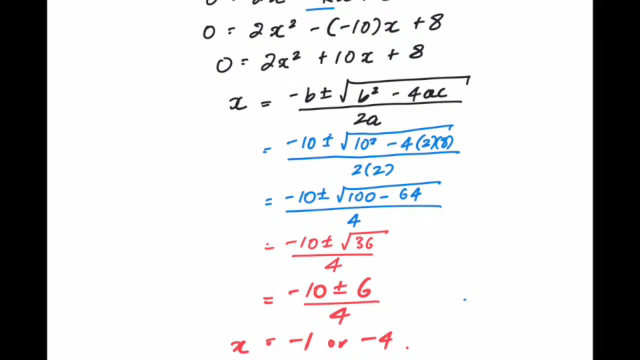 0 = 2x² − (−10)x + 8
0 = 2x² + 10x + 8
x = (−b ± √(b² − 4ac)) / 2a
= (−10 ± √(10² − 4(2)(8))) / 2(2)
= (−10 ± √(100 − 64)) / 4
= (−10 ± √36) / 4
= (−10 ± 6) / 4
x = −1 or −4.